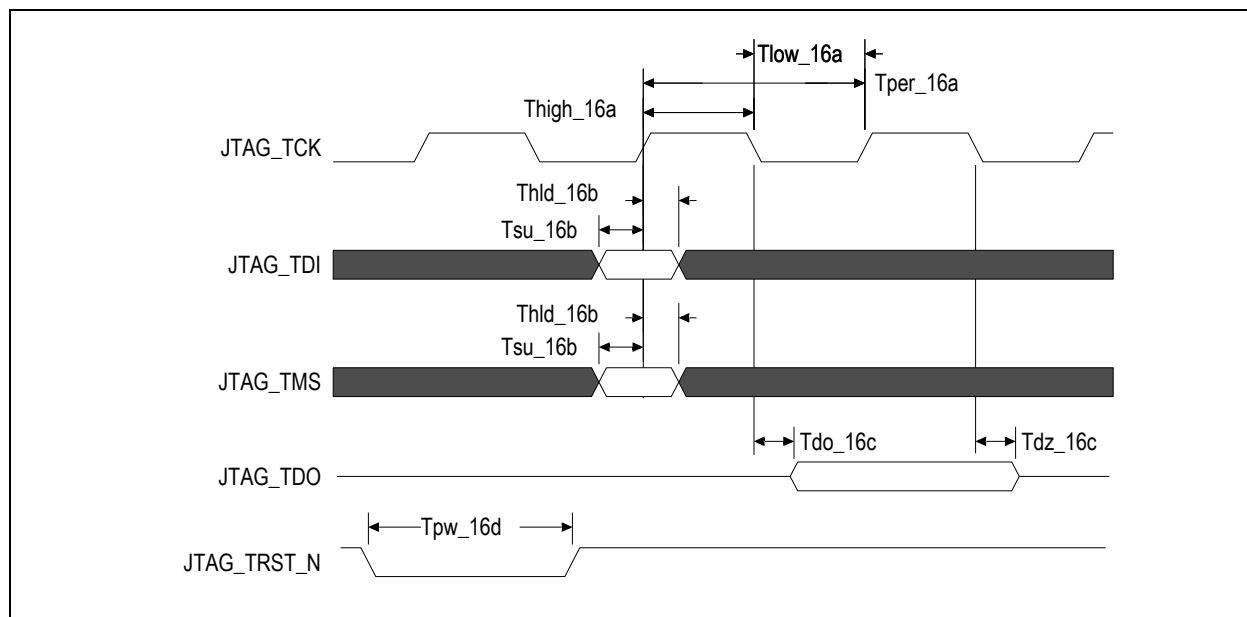 Tlow_16a
Tper_16a
Thigh_16a
JTAG_TCK
Thld_16b
Tsu_16b
JTAG_TDI
Thld_16b
Tsu_16b
JTAG_TMS
Tdo_16c
Tdz_16c
JTAG_TDO
Tpw_16d
JTAG_TRST_N